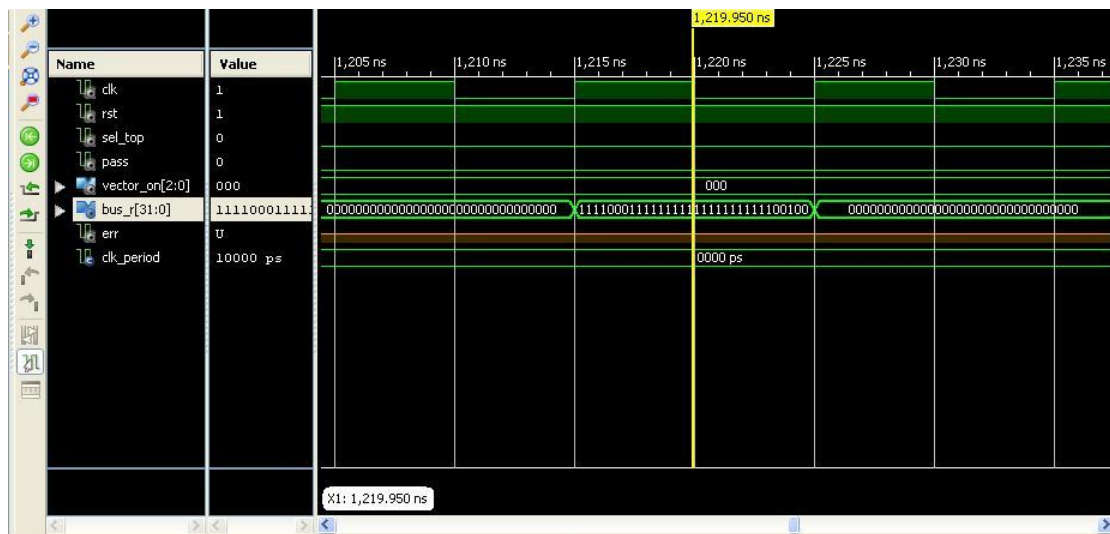 1,219.950 ns
Name Value 1,205 ns 1,210 ns 1,215 ns 1,220 ns 1,225 ns 1,230 ns 1,235 ns
clk 1
rst 1
sel_top 0
pass 0
vector_on[2:0] 000 000
bus_r[31:0] 111100011111 00000000000000000000000000000000 11110001111111111111111111100100 00000000000000000000000000000000
err U
clk_period 10000 ps 0000 ps
X1: 1,219.950 ns